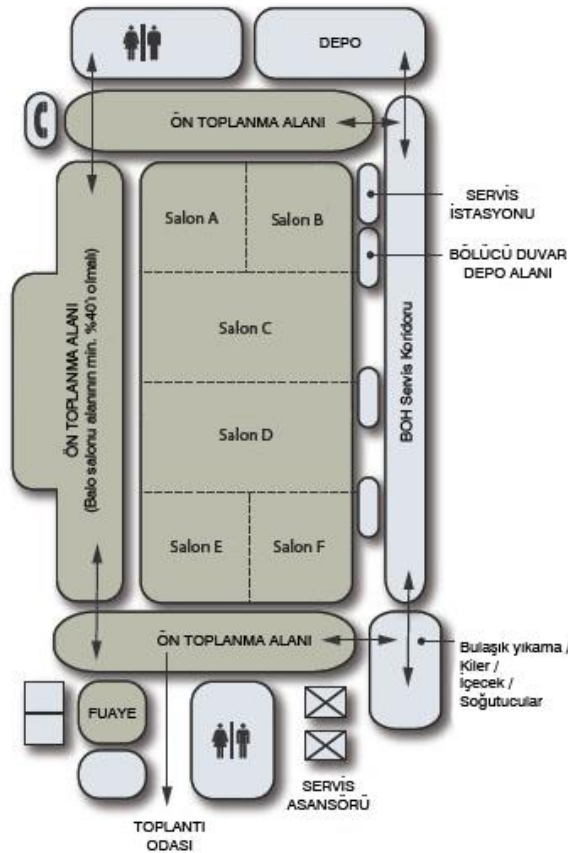 DEPO
ÖN TOPLANMA ALANI
SERVİS
İSTASYONU
Salon A
Salon B
BÖLÜCÜ DUVAR
DEPO ALANI
ÖN TOPLANMA ALANI
(Balo salonu alanının min. %40'ı olmalı)
Salon C
BOH Servis Koridoru
Salon D
Salon E
Salon F
ÖN TOPLANMA ALANI
Bulaşık yıkama /
Kiler /
İçecek /
Soğutucular
FUAYE
SERVİS
ASANSÖRÜ
TOPLANTI
ODASI